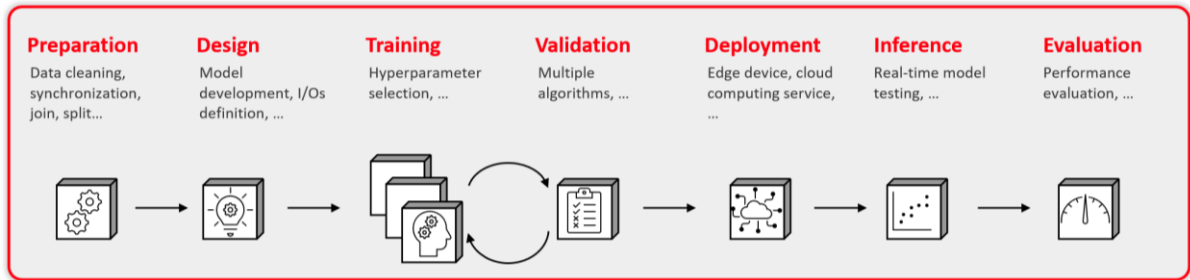 Preparation
Data cleaning,
synchronization,
join, split...
Design
Model
development, I/Os
definition, ...
Training
Hyperparameter
selection, ...
Validation
Multiple
algorithms, ...
Deployment
Edge device, cloud
computing service,
...
Inference
Real-time model
testing, ...
Evaluation
Performance
evaluation, ...